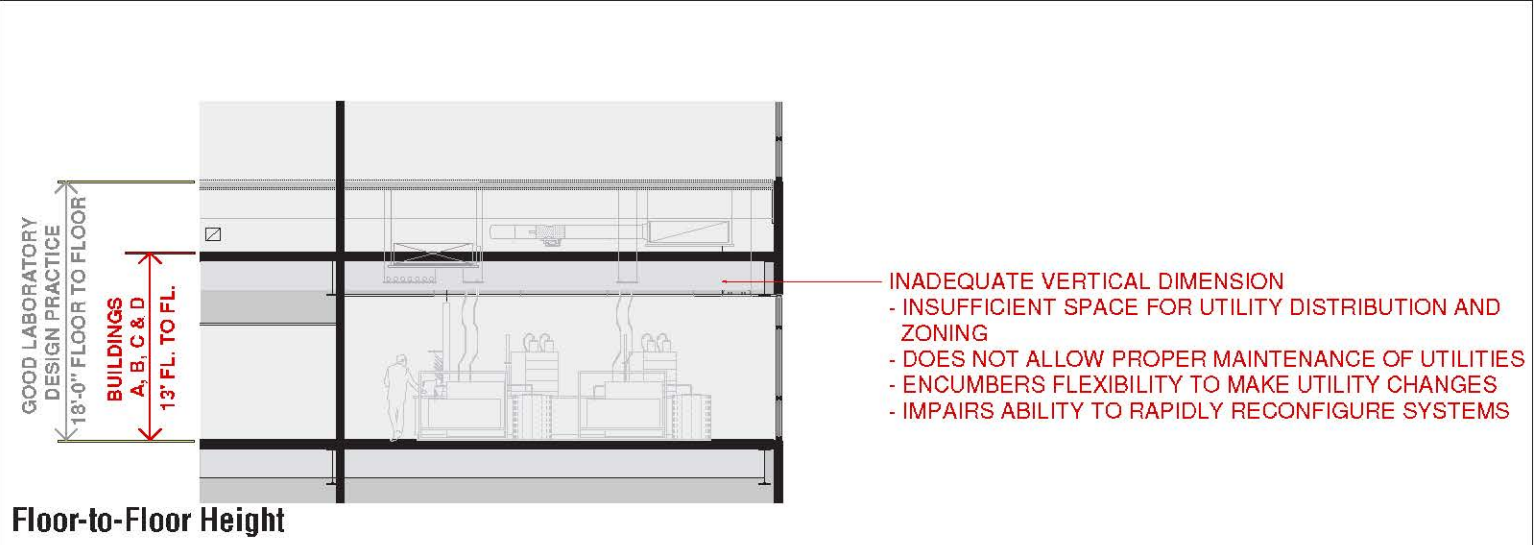 GOOD LABORATORY
DESIGN PRACTICE
18'-0" FLOOR TO FLOOR
BUILDINGS
A, B, C & D
13' FL. TO FL.
INADEQUATE VERTICAL DIMENSION
- INSUFFICIENT SPACE FOR UTILITY DISTRIBUTION AND
ZONING
- DOES NOT ALLOW PROPER MAINTENANCE OF UTILITIES
- ENCUMBERS FLEXIBILITY TO MAKE UTILITY CHANGES
- IMPAIRS ABILITY TO RAPIDLY RECONFIGURE SYSTEMS
Floor-to-Floor Height